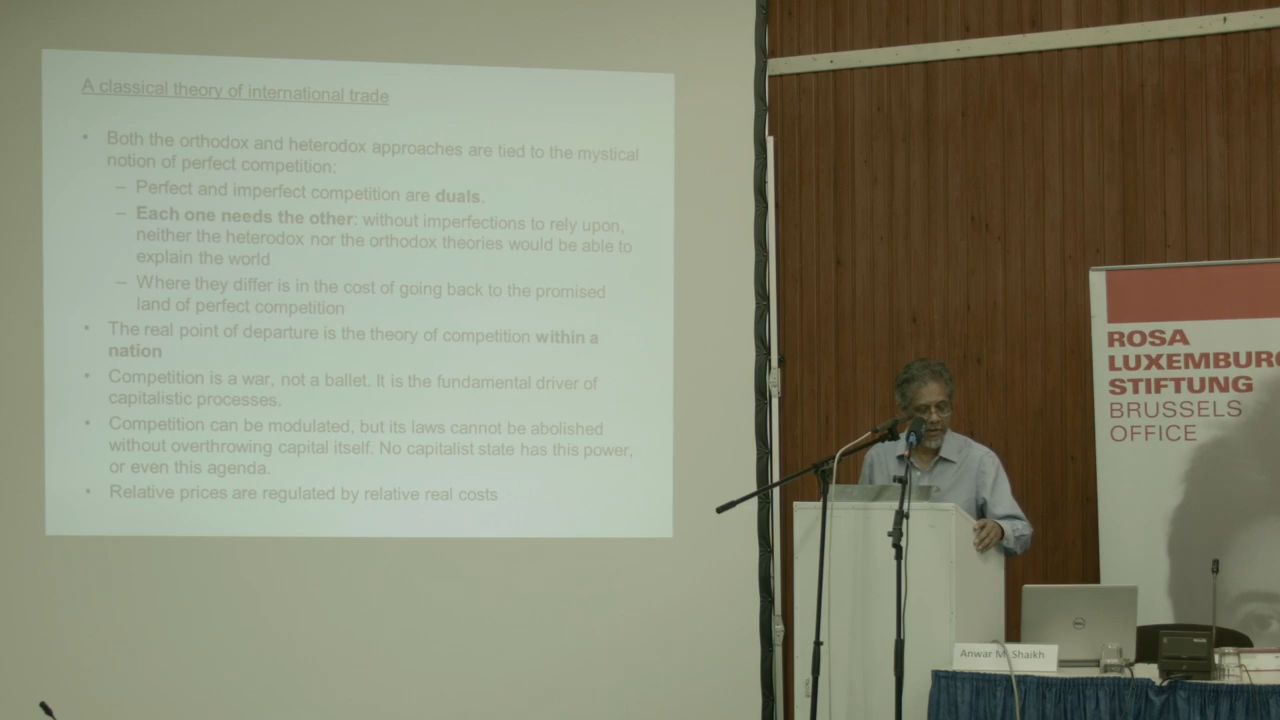 A classical theory of international trade
• Both the orthodox and heterodox approaches are tied to the mystical
notion of perfect competition:
– Perfect and imperfect competition are duals.
– Each one needs the other: without imperfections to rely upon,
neither the heterodox nor the orthodox theories would be able to
explain the world
– Where they differ is in the cost of going back to the promised
land of perfect competition
• The real point of departure is the theory of competition within a
nation
• Competition is a war, not a ballet. It is the fundamental driver of
capitalistic processes.
• Competition can be modulated, but its laws cannot be abolished
without overthrowing capital itself. No capitalist state has this power,
or even this agenda.
• Relative prices are regulated by relative real costs
ROSA
LUXEMBURG
STIFTUNG
BRUSSELS
OFFICE
DELL
Anwar M. Shaikh